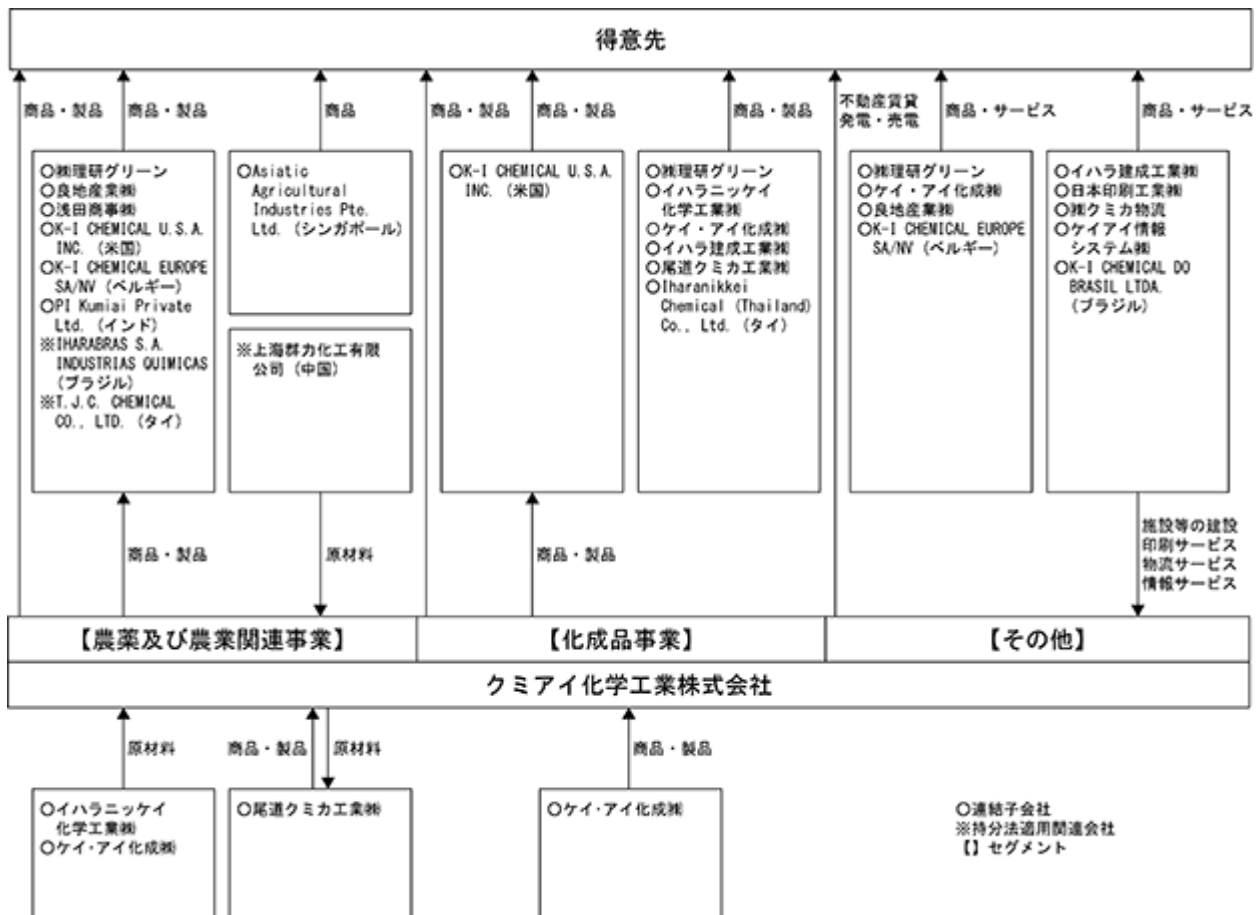 得意先
商品・製品
商品・製品
商品
商品・製品
商品・製品
商品・製品
不動産賃貸
発電・売電
商品・サービス
商品・サービス
○㈱理研グリーン
○良地産業㈱
○浅田商事㈱
○K-I CHEMICAL U.S.A.
INC. (米国)
○K-I CHEMICAL EUROPE
SA/NV (ベルギー)
○PI Kumiai Private
Ltd. (インド)
※IHARABRAS S.A.
INDUSTRIAS QUIMICAS
(ブラジル)
※T.J.C. CHEMICAL
CO., LTD. (タイ)
○Asiatic
Agricultural
Industries Pte.
Ltd. (シンガポール)
※上海群力化工有限
公司 (中国)
○K-I CHEMICAL U.S.A.
INC. (米国)
○㈱理研グリーン
○イハラニッケイ
化学工業㈱
○ケイ・アイ化成㈱
○イハラ建成工業㈱
○尾道クミカ工業㈱
○Iharanikkei
Chemical (Thailand)
Co., Ltd. (タイ)
○㈱理研グリーン
○ケイ・アイ化成㈱
○良地産業㈱
○K-I CHEMICAL EUROPE
SA/NV (ベルギー)
○イハラ建成工業㈱
○日本印刷工業㈱
○㈱クミカ物流
○ケイアイ情報
システム㈱
○K-I CHEMICAL DO
BRASIL LTDA.
(ブラジル)
商品・製品
原材料
商品・製品
施設等の建設
印刷サービス
物流サービス
情報サービス
【農薬及び農業関連事業】
【化成品事業】
【その他】
クミアイ化学工業株式会社
原材料
商品・製品
原材料
商品・製品
○イハラニッケイ
化学工業㈱
○ケイ・アイ化成㈱
○尾道クミカ工業㈱
○ケイ・アイ化成㈱
○連結子会社
※持分法適用関連会社
【】セグメント